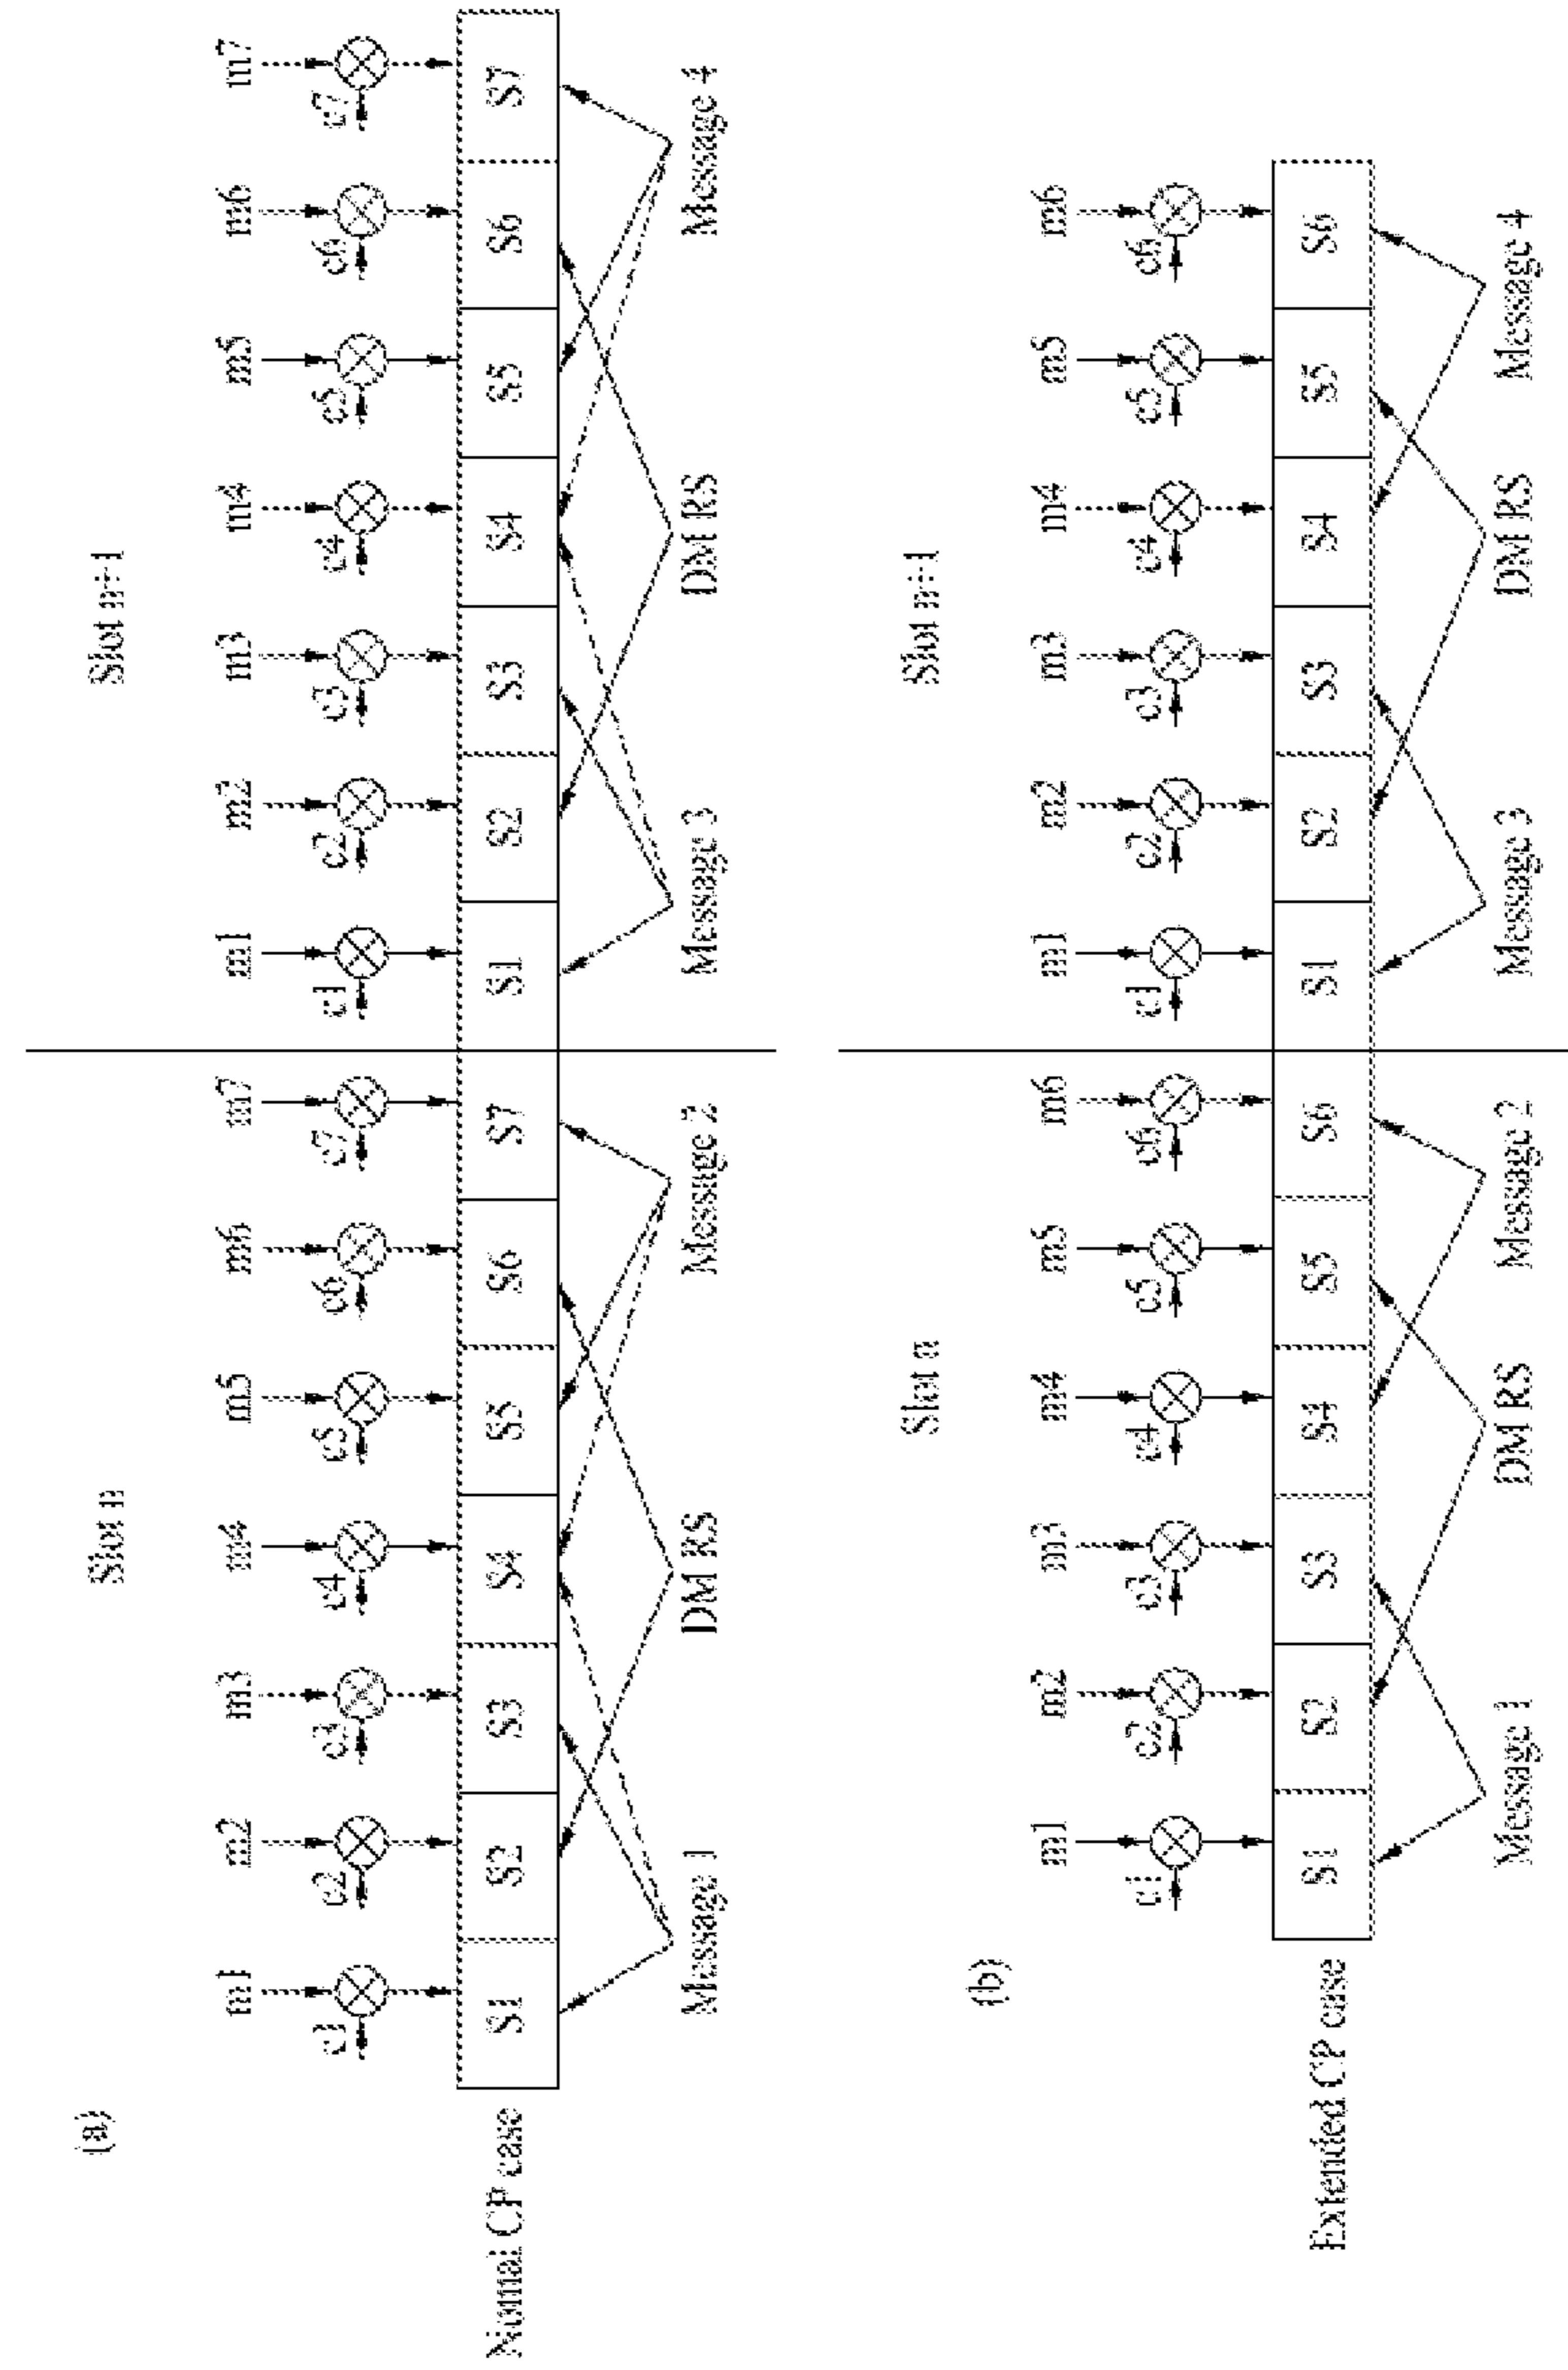 (a)
Slot n
Slot n+1
m1 m2 m3 m4 m5 m6 m7 m1 m2 m3 m4 m5 m6 m7
c1 c2 c3 c4 c5 c6 c7 c1 c2 c3 c4 c5 c6 c7
Normal CP case
S1 S2 S3 S4 S5 S6 S7 S1 S2 S3 S4 S5 S6 S7
Message 1 DM RS Message 2 Message 3 DM RS Message 4
(b)
Slot n
Slot n+1
m1 m2 m3 m4 m5 m6 m1 m2 m3 m4 m5 m6
c1 c2 c3 c4 c5 c6 c1 c2 c3 c4 c5 c6
Extended CP case
S1 S2 S3 S4 S5 S6 S1 S2 S3 S4 S5 S6
Message 1 DM RS Message 2 Message 3 DM RS Message 4